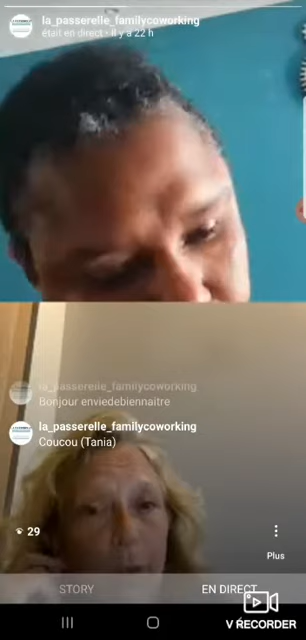 la_passerelle_familycoworking
était en direct • il y a 22 h
la_passerelle_familycoworking
Bonjour enviedebiennaitre
la_passerelle_familycoworking
Coucou (Tania)
29
Plus
STORY
EN DIRECT
V RECORDER